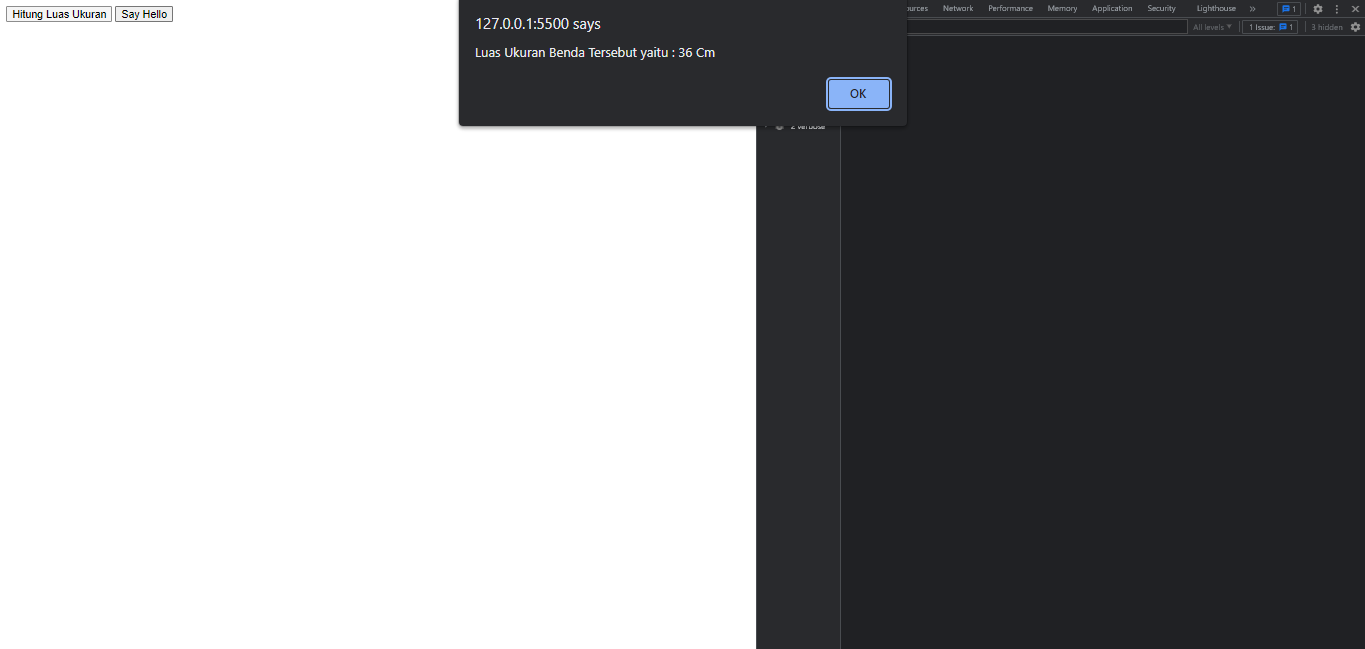 Hitung Luas Ukuran Say Hello
127.0.0.1:5500 says
Luas Ukuran Benda Tersebut yaitu : 36 Cm
OK
Network Performance Memory Application Security Lighthouse » 1
All levels 1 Issue: 1 3 hidden
2 verbose